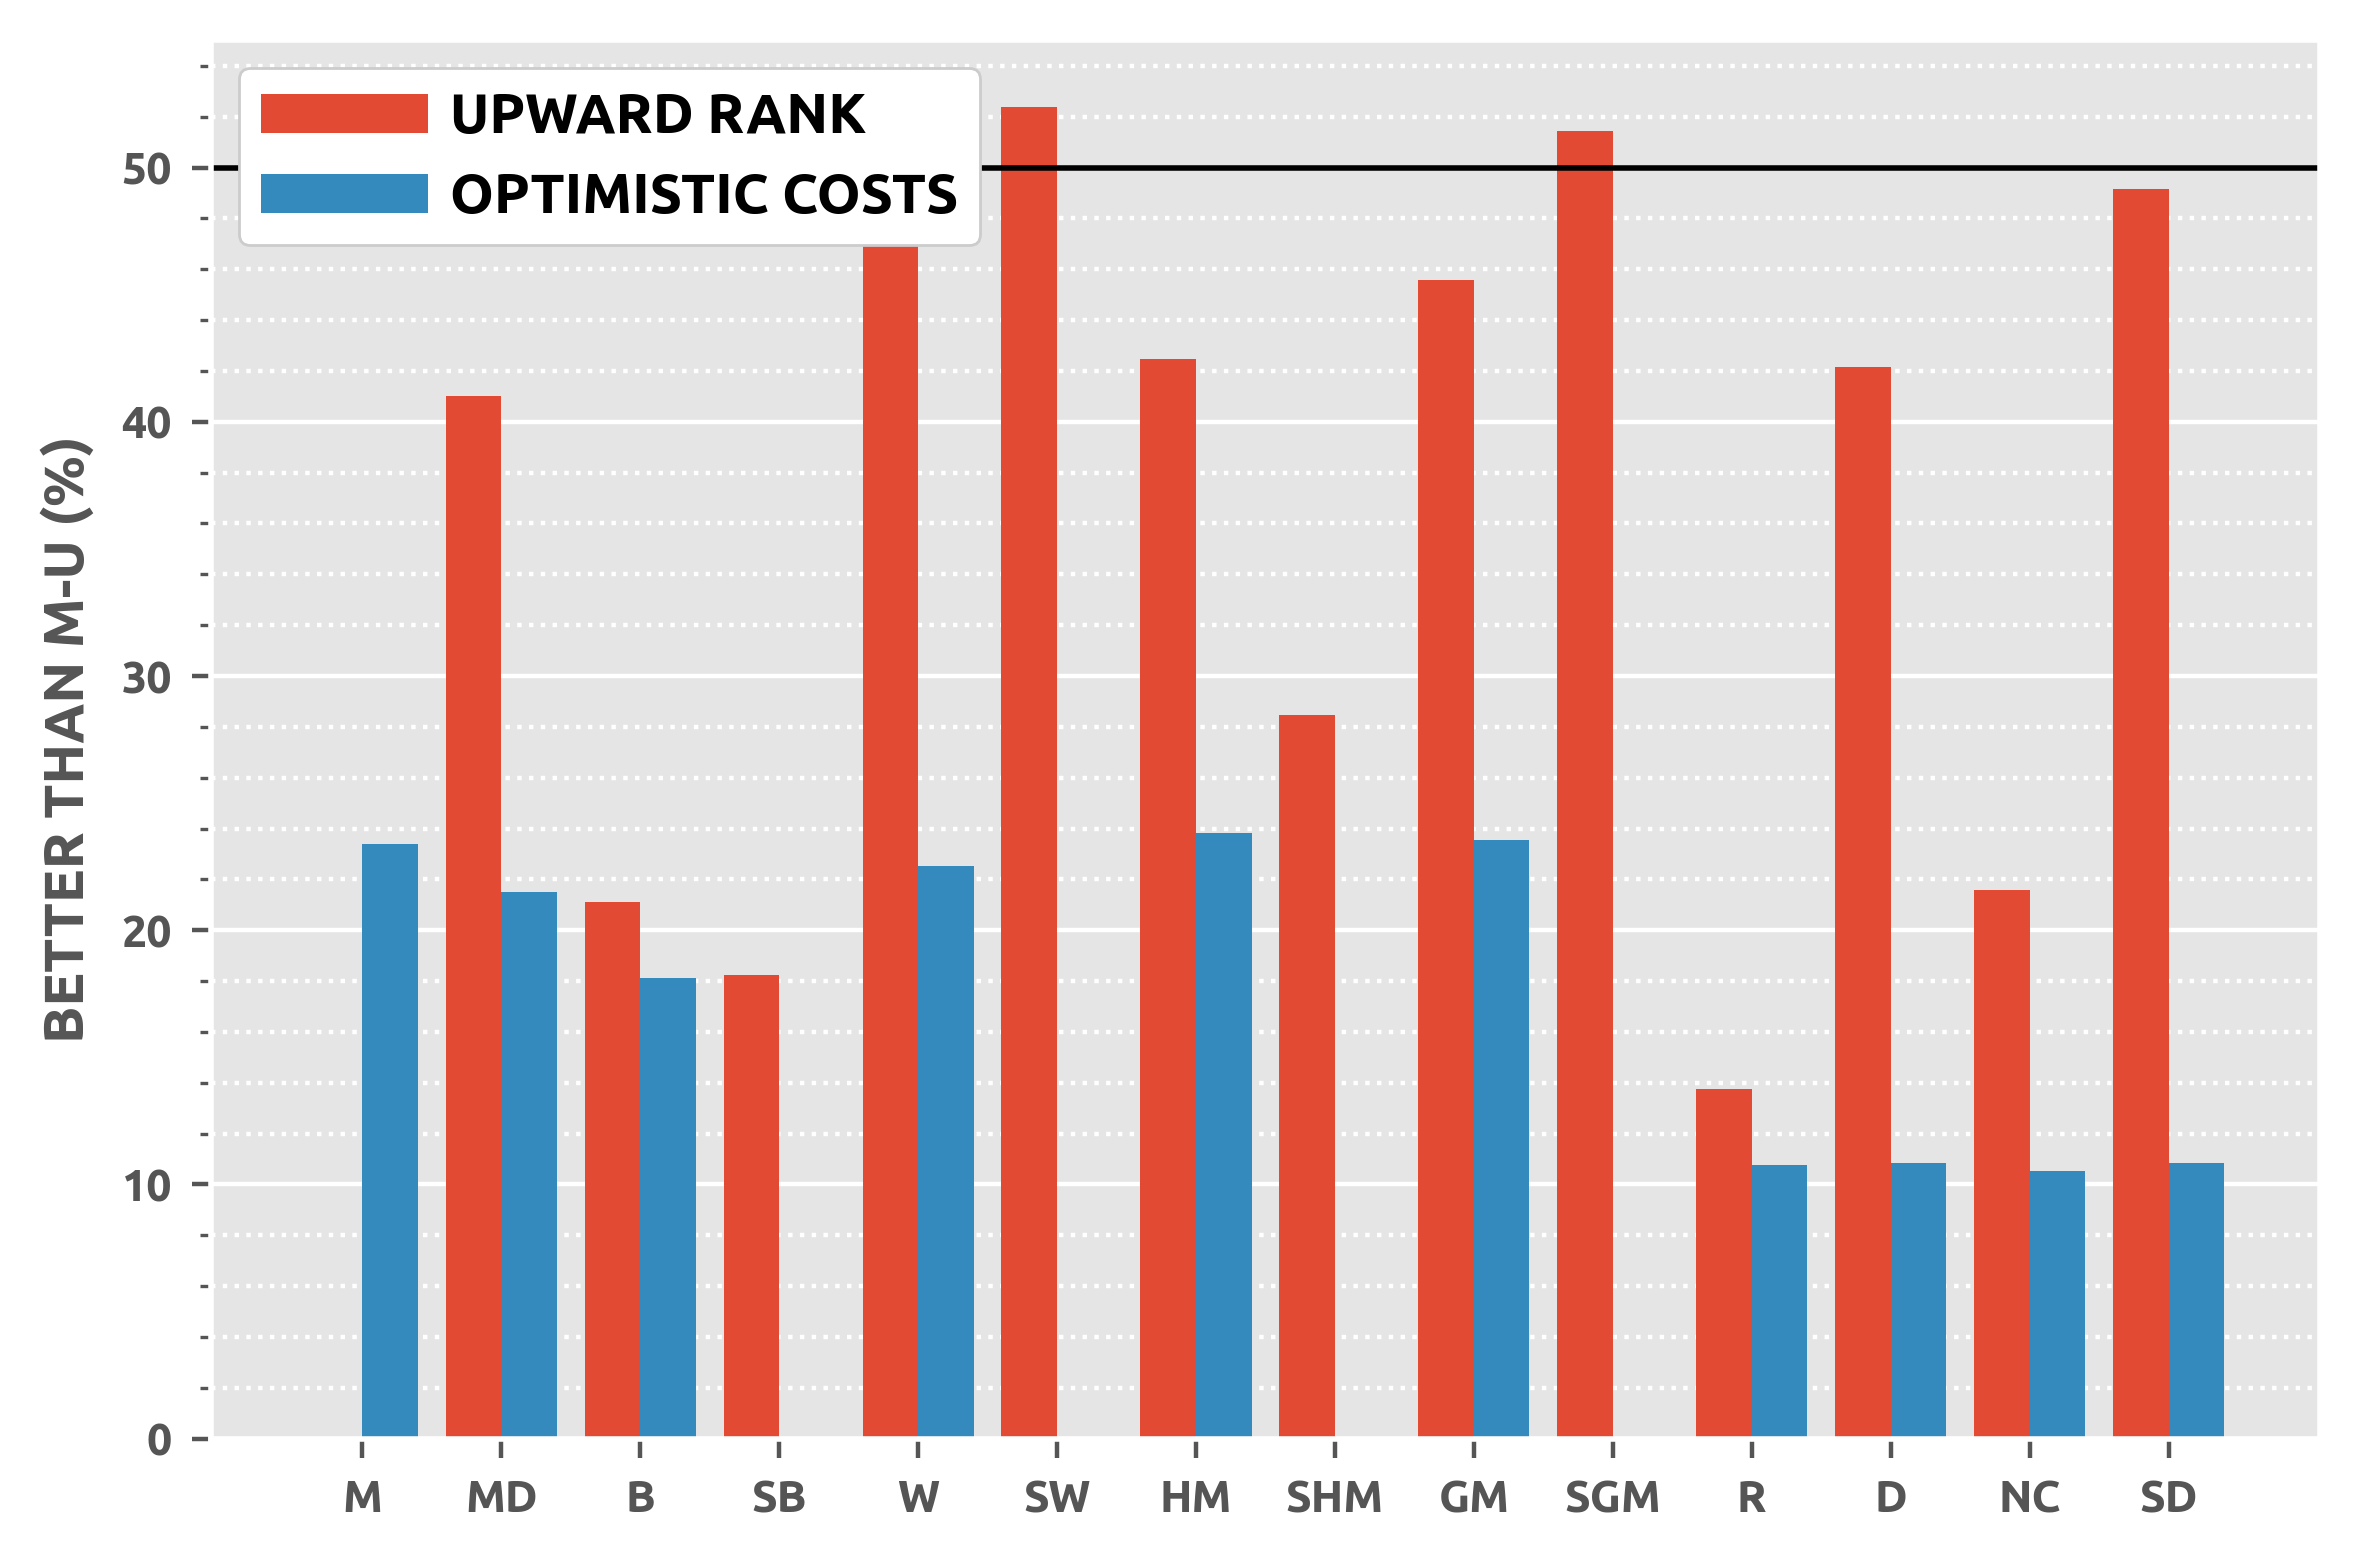 UPWARD RANK
OPTIMISTIC COSTS
BETTER THAN M-U (%)
50
40
30
20
10
0
M MD B SB W SW HM SHM GM SGM R D NC SD